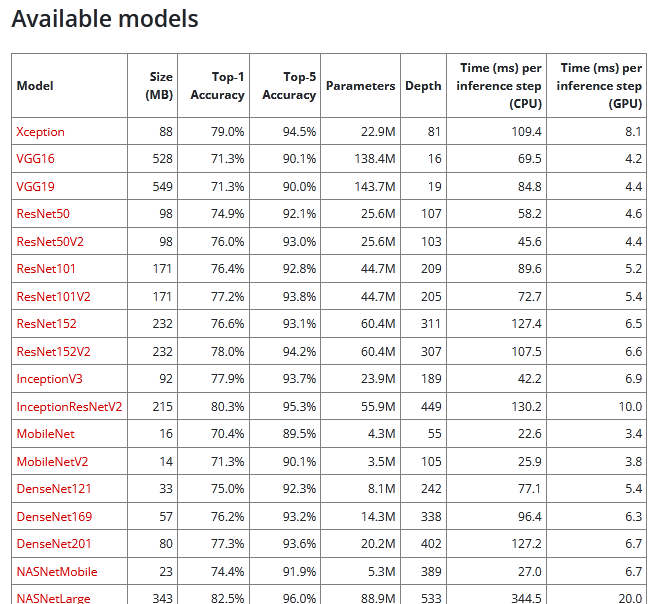 Available models
Model Size (MB) Top-1 Accuracy Top-5 Accuracy Parameters Depth Time (ms) per inference step (CPU) Time (ms) per inference step (GPU)
Xception 88 79.0% 94.5% 22.9M 81 109.4 8.1
VGG16 528 71.3% 90.1% 138.4M 16 69.5 4.2
VGG19 549 71.3% 90.0% 143.7M 19 84.8 4.4
ResNet50 98 74.9% 92.1% 25.6M 107 58.2 4.6
ResNet50V2 98 76.0% 93.0% 25.6M 103 45.6 4.4
ResNet101 171 76.4% 92.8% 44.7M 209 89.6 5.2
ResNet101V2 171 77.2% 93.8% 44.7M 205 72.7 5.4
ResNet152 232 76.6% 93.1% 60.4M 311 127.4 6.5
ResNet152V2 232 78.0% 94.2% 60.4M 307 107.5 6.6
InceptionV3 92 77.9% 93.7% 23.9M 189 42.2 6.9
InceptionResNetV2 215 80.3% 95.3% 55.9M 449 130.2 10.0
MobileNet 16 70.4% 89.5% 4.3M 55 22.6 3.4
MobileNetV2 14 71.3% 90.1% 3.5M 105 25.9 3.8
DenseNet121 33 75.0% 92.3% 8.1M 242 77.1 5.4
DenseNet169 57 76.2% 93.2% 14.3M 338 96.4 6.3
DenseNet201 80 77.3% 93.6% 20.2M 402 127.2 6.7
NASNetMobile 23 74.4% 91.9% 5.3M 389 27.0 6.7
NASNetLarge 343 82.5% 96.0% 88.9M 533 344.5 20.0